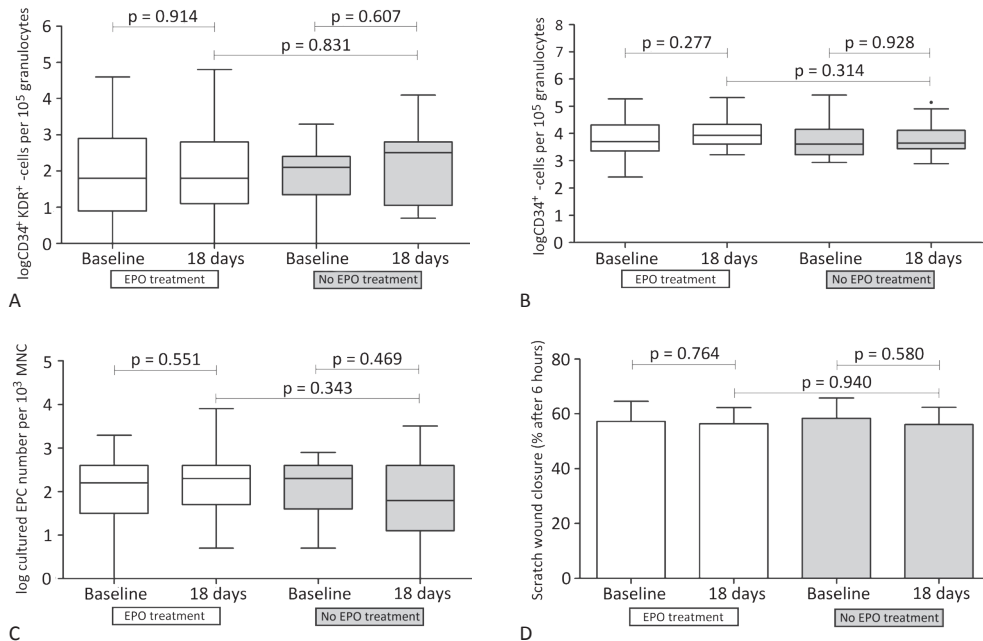 logCD34⁺ KDR⁺ -cells per 10⁵ granulocytes
6
5
4
3
2
1
0
p = 0.914
p = 0.607
p = 0.831
Baseline 18 days Baseline 18 days
EPO treatment No EPO treatment
A
logCD34⁺ -cells per 10⁵ granulocytes
8
7
6
5
4
3
2
1
0
p = 0.277
p = 0.928
p = 0.314
Baseline 18 days Baseline 18 days
EPO treatment No EPO treatment
B
log cultured EPC number per 10³ MNC
5
4
3
2
1
0
p = 0.551
p = 0.469
p = 0.343
Baseline 18 days Baseline 18 days
EPO treatment No EPO treatment
C
Scratch wound closure (% after 6 hours)
80
60
40
20
0
p = 0.764
p = 0.580
p = 0.940
Baseline 18 days Baseline 18 days
EPO treatment No EPO treatment
D